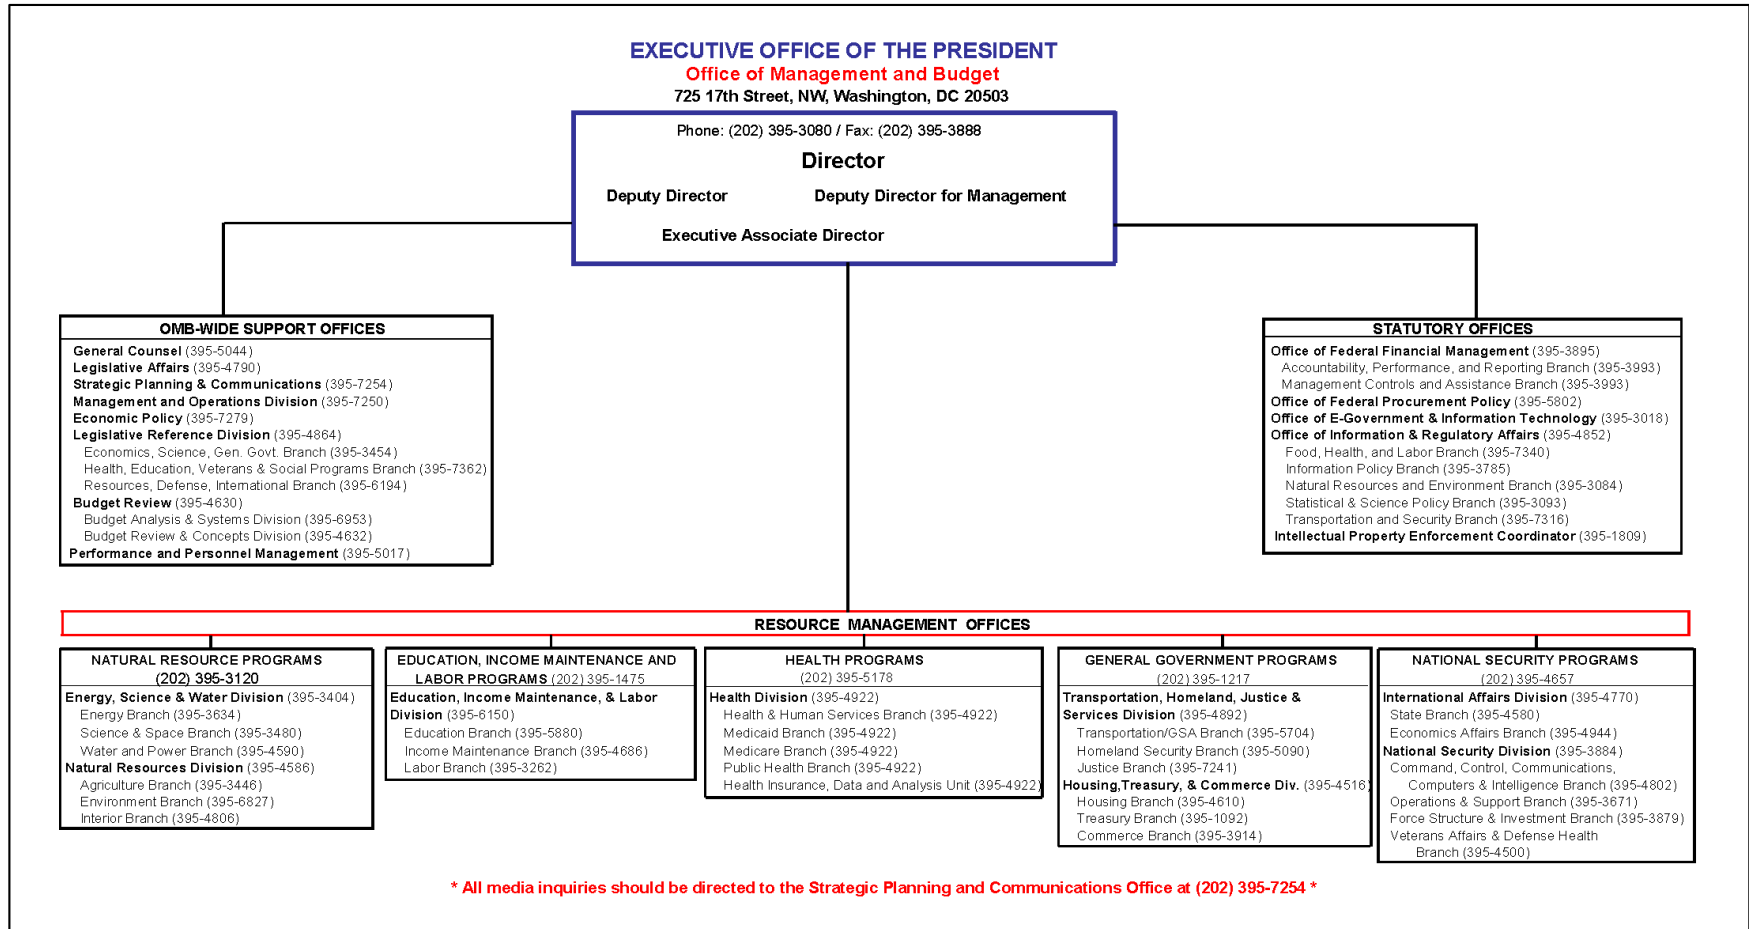 EXECUTIVE OFFICE OF THE PRESIDENT
Office of Management and Budget
725 17th Street, NW, Washington, DC 20503
Phone: (202) 395-3080 / Fax: (202) 395-3888
Director
Deputy Director
Deputy Director for Management
Executive Associate Director
OMB-WIDE SUPPORT OFFICES
General Counsel (395-5044)
Legislative Affairs (395-4790)
Strategic Planning & Communications (395-7254)
Management and Operations Division (395-7250)
Economic Policy (395-7279)
Legislative Reference Division (395-4864)
Economics, Science, Gen. Govt. Branch (395-3454)
Health, Education, Veterans & Social Programs Branch (395-7362)
Resources, Defense, International Branch (395-6194)
Budget Review (395-4630)
Budget Analysis & Systems Division (395-6953)
Budget Review & Concepts Division (395-4632)
Performance and Personnel Management (395-5017)
STATUTORY OFFICES
Office of Federal Financial Management (395-3895)
Accountability, Performance, and Reporting Branch (395-3993)
Management Controls and Assistance Branch (395-3993)
Office of Federal Procurement Policy (395-5802)
Office of E-Government & Information Technology (395-3018)
Office of Information & Regulatory Affairs (395-4852)
Food, Health, and Labor Branch (395-7340)
Information Policy Branch (395-3785)
Natural Resources and Environment Branch (395-3084)
Statistical & Science Policy Branch (395-3093)
Transportation and Security Branch (395-7316)
Intellectual Property Enforcement Coordinator (395-1809)
RESOURCE MANAGEMENT OFFICES
NATURAL RESOURCE PROGRAMS
(202) 395-3120
Energy, Science & Water Division (395-3404)
Energy Branch (395-3634)
Science & Space Branch (395-3480)
Water and Power Branch (395-4590)
Natural Resources Division (395-4586)
Agriculture Branch (395-3446)
Environment Branch (395-6827)
Interior Branch (395-4806)
EDUCATION, INCOME MAINTENANCE AND
LABOR PROGRAMS (202) 395-1475
Education, Income Maintenance, & Labor
Division (395-6150)
Education Branch (395-5880)
Income Maintenance Branch (395-4686)
Labor Branch (395-3262)
HEALTH PROGRAMS
(202) 395-5178
Health Division (395-4922)
Health & Human Services Branch (395-4922)
Medicaid Branch (395-4922)
Medicare Branch (395-4922)
Public Health Branch (395-4922)
Health Insurance, Data and Analysis Unit (395-4922)
GENERAL GOVERNMENT PROGRAMS
(202) 395-1217
Transportation, Homeland, Justice &
Services Division (395-4892)
Transportation/GSA Branch (395-5704)
Homeland Security Branch (395-5090)
Justice Branch (395-7241)
Housing,Treasury, & Commerce Div. (395-4516)
Housing Branch (395-4610)
Treasury Branch (395-1092)
Commerce Branch (395-3914)
NATIONAL SECURITY PROGRAMS
(202) 395-4657
International Affairs Division (395-4770)
State Branch (395-4580)
Economics Affairs Branch (395-4944)
National Security Division (395-3884)
Command, Control, Communications,
Computers & Intelligence Branch (395-4802)
Operations & Support Branch (395-3671)
Force Structure & Investment Branch (395-3879)
Veterans Affairs & Defense Health
Branch (395-4500)
* All media inquiries should be directed to the Strategic Planning and Communications Office at (202) 395-7254 *